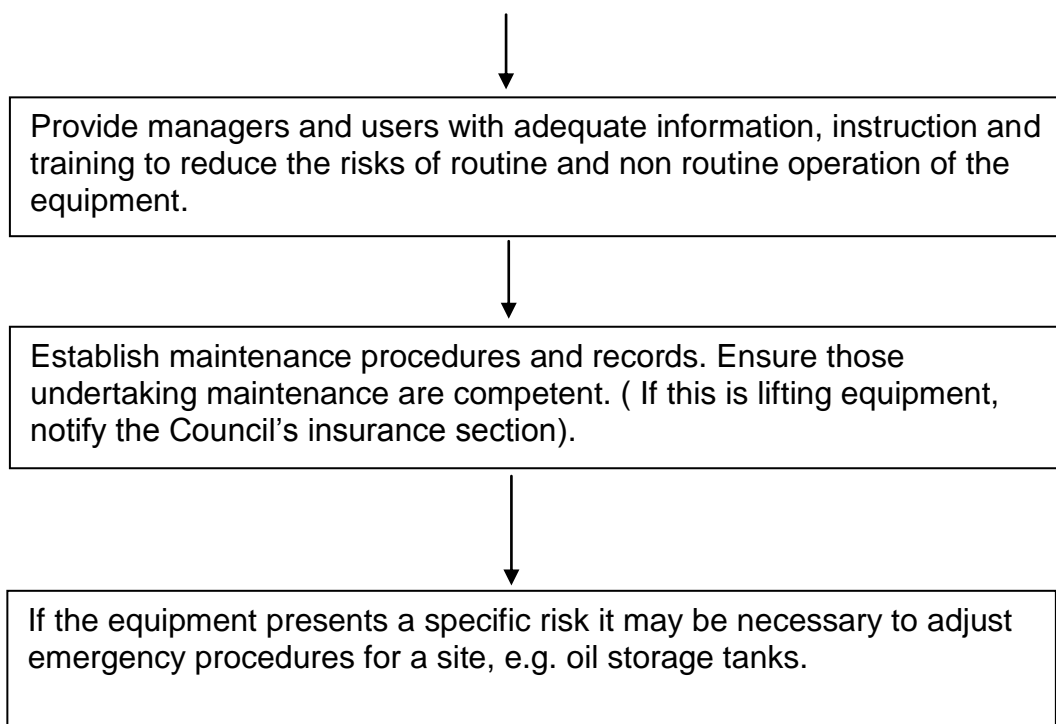 Provide managers and users with adequate information, instruction and
training to reduce the risks of routine and non routine operation of the
equipment.
Establish maintenance procedures and records. Ensure those
undertaking maintenance are competent. ( If this is lifting equipment,
notify the Council’s insurance section).
If the equipment presents a specific risk it may be necessary to adjust
emergency procedures for a site, e.g. oil storage tanks.